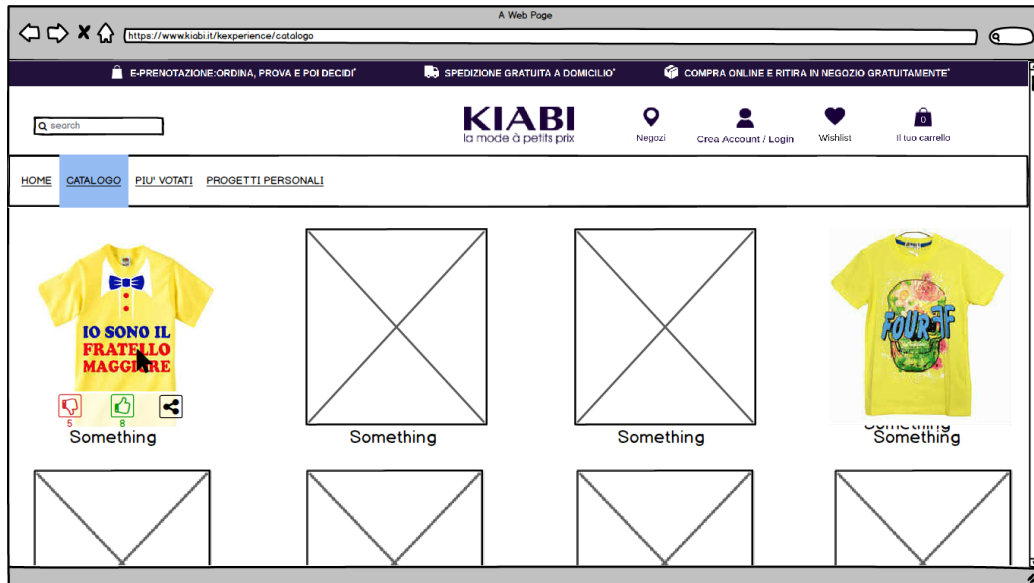 A Web Page
https://www.kiabi.it/kexperience/catalogo
E-PRENOTAZIONE:ORDINA, PROVA E POI DECIDI*
SPEDIZIONE GRATUITA A DOMICILIO*
COMPRA ONLINE E RITIRA IN NEGOZIO GRATUITAMENTE*
search
KIABI
la mode à petits prix
Negozi
Crea Account / Login
Wishlist
0
Il tuo carrello
HOME
CATALOGO
PIU' VOTATI
PROGETTI PERSONALI
IO SONO IL
FRATELLO
MAGGIORE
FOUR
5
8
Something
Something
Something
Something
Something